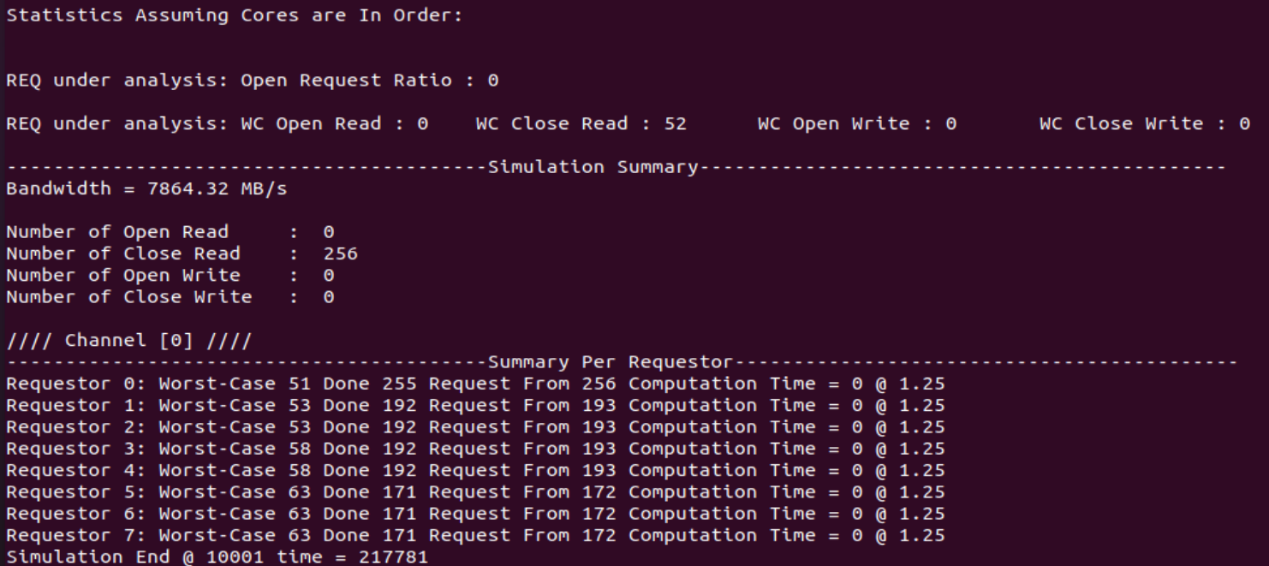 Statistics Assuming Cores are In Order:
REQ under analysis: Open Request Ratio : 0
REQ under analysis: WC Open Read : 0    WC Close Read : 52      WC Open Write : 0       WC Close Write : 0
-----------------------------------------Simulation Summary---------------------------------------------
Bandwidth = 7864.32 MB/s
Number of Open Read     :  0
Number of Close Read    :  256
Number of Open Write    :  0
Number of Close Write   :  0
//// Channel [0] ////
-----------------------------------------Summary Per Requestor-------------------------------------------
Requestor 0: Worst-Case 51 Done 255 Request From 256 Computation Time = 0 @ 1.25
Requestor 1: Worst-Case 53 Done 192 Request From 193 Computation Time = 0 @ 1.25
Requestor 2: Worst-Case 53 Done 192 Request From 193 Computation Time = 0 @ 1.25
Requestor 3: Worst-Case 58 Done 192 Request From 193 Computation Time = 0 @ 1.25
Requestor 4: Worst-Case 58 Done 192 Request From 193 Computation Time = 0 @ 1.25
Requestor 5: Worst-Case 63 Done 171 Request From 172 Computation Time = 0 @ 1.25
Requestor 6: Worst-Case 63 Done 171 Request From 172 Computation Time = 0 @ 1.25
Requestor 7: Worst-Case 63 Done 171 Request From 172 Computation Time = 0 @ 1.25
Simulation End @ 10001 time = 217781